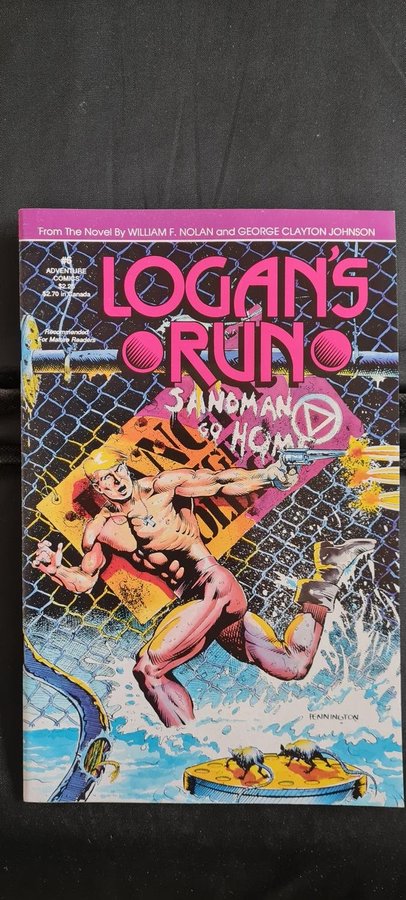 From The Novel By WILLIAM F. NOLAN and GEORGE CLAYTON JOHNSON
ADVENTURE
COMICS
$2.25
$2.70 in Canada
Recommended
For Mature Readers
LOGAN'S
RUN
SANDMAN
GO HOME
PENNINGTON